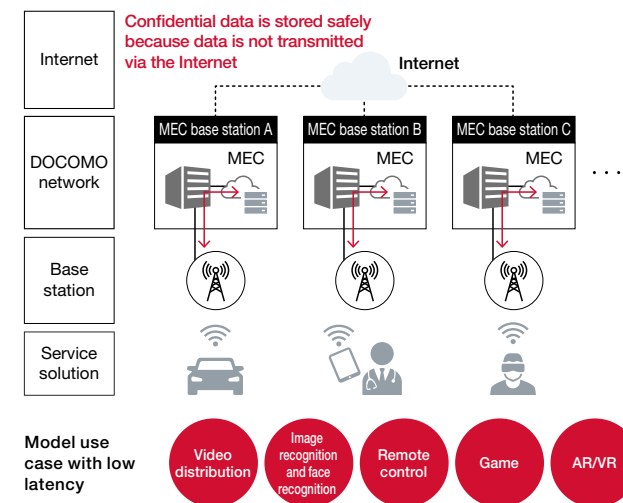 Confidential data is stored safely
because data is not transmitted
via the Internet
Internet
Internet
MEC base station A
MEC base station B
MEC base station C
DOCOMO
network
MEC
MEC
MEC
. . .
Base
station
Service
solution
Model use
case with low
latency
Video
distribution
Image
recognition
and face
recognition
Remote
control
Game
AR/VR